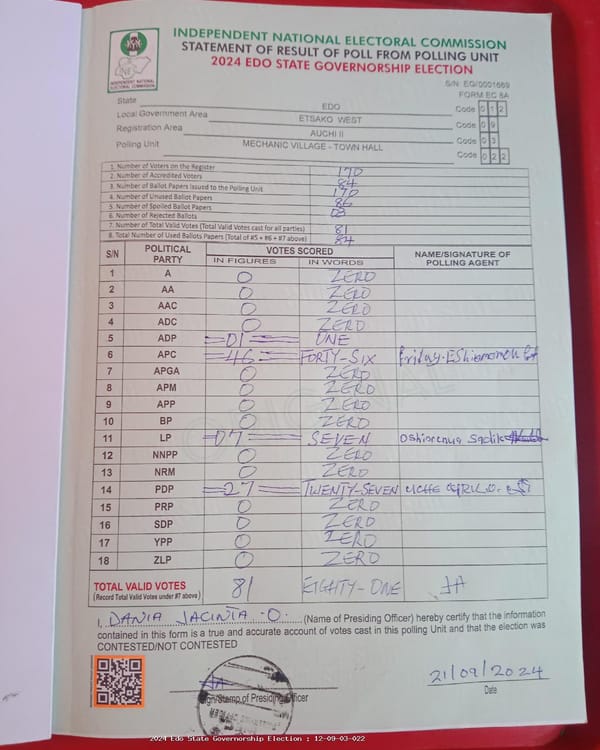 INDEPENDENT NATIONAL ELECTORAL COMMISSION
STATEMENT OF RESULT OF POLL FROM POLLING UNIT
2024 EDO STATE GOVERNORSHIP ELECTION
INDEPENDENT NATIONAL ELECTORAL COMMISSION
S/N: EG/0001669
FORM EC 8A
State EDO Code 0 1 2
Local Government Area ETSAKO WEST Code 0 9
Registration Area AUCHI II Code 0 3
Polling Unit MECHANIC VILLAGE - TOWN HALL Code 0 2 2
1. Number of Voters on the Register 170
2. Number of Accredited Voters 84
3. Number of Ballot Papers Issued to the Polling Unit 170
4. Number of Unused Ballot Papers 86
5. Number of Spoiled Ballot Papers
6. Number of Rejected Ballots 03
7. Number of Total Valid Votes (Total Valid Votes cast for all parties) 81
8. Total Number of Used Ballots Papers (Total of #5 + #6 + #7 above) 84
S/N POLITICAL PARTY VOTES SCORED NAME/SIGNATURE OF POLLING AGENT
IN FIGURES IN WORDS
1 A 0 ZERO
2 AA 0 ZERO
3 AAC 0 ZERO
4 ADC 0 ZERO
5 ADP 01 ONE
6 APC 46 FORTY-SIX Friday
7 APGA 0 ZERO
8 APM 0 ZERO
9 APP 0 ZERO
10 BP 0 ZERO
11 LP 07 SEVEN Sadik
12 NNPP 0 ZERO
13 NRM 0 ZERO
14 PDP 27 TWENTY-SEVEN UCHE CYRIL O.
15 PRP 0 ZERO
16 SDP 0 ZERO
17 YPP 0 ZERO
18 ZLP 0 ZERO
TOTAL VALID VOTES 81 EIGHTY-ONE JA
(Record Total Valid Votes under #7 above)
I, DANIA JACINTA O. (Name of Presiding Officer) hereby certify that the information
contained in this form is a true and accurate account of votes cast in this polling Unit and that the election was
CONTESTED/NOT CONTESTED
JA 21/09/2024
Sign/Stamp of Presiding Officer Date
2024 Edo State Governorship Election : 12-09-03-022